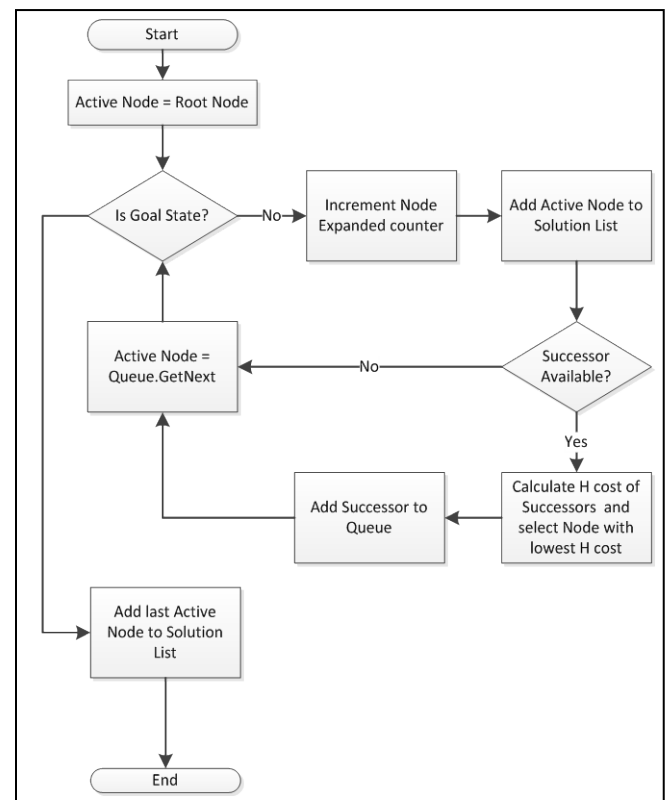 Start
Active Node = Root Node
Is Goal State?
No
Increment Node
Expanded counter
Add Active Node to
Solution List
Successor
Available?
No
Active Node =
Queue.GetNext
Yes
Calculate H cost of
Successors and
select Node with
lowest H cost
Add Successor to
Queue
Add last Active
Node to Solution
List
End